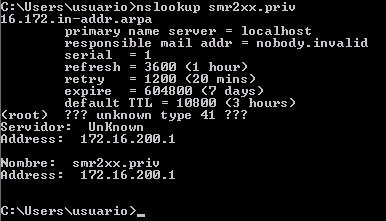 C:\Users\usuario>nslookup smr2xx.priv
16.172.in-addr.arpa
        primary name server = localhost
        responsible mail addr = nobody.invalid
        serial  = 1
        refresh = 3600 (1 hour)
        retry   = 1200 (20 mins)
        expire  = 604800 (7 days)
        default TTL = 10800 (3 hours)
(root)  ??? unknown type 41 ???
Servidor:  UnKnown
Address:  172.16.200.1

Nombre:  smr2xx.priv
Address:  172.16.200.1

C:\Users\usuario>_